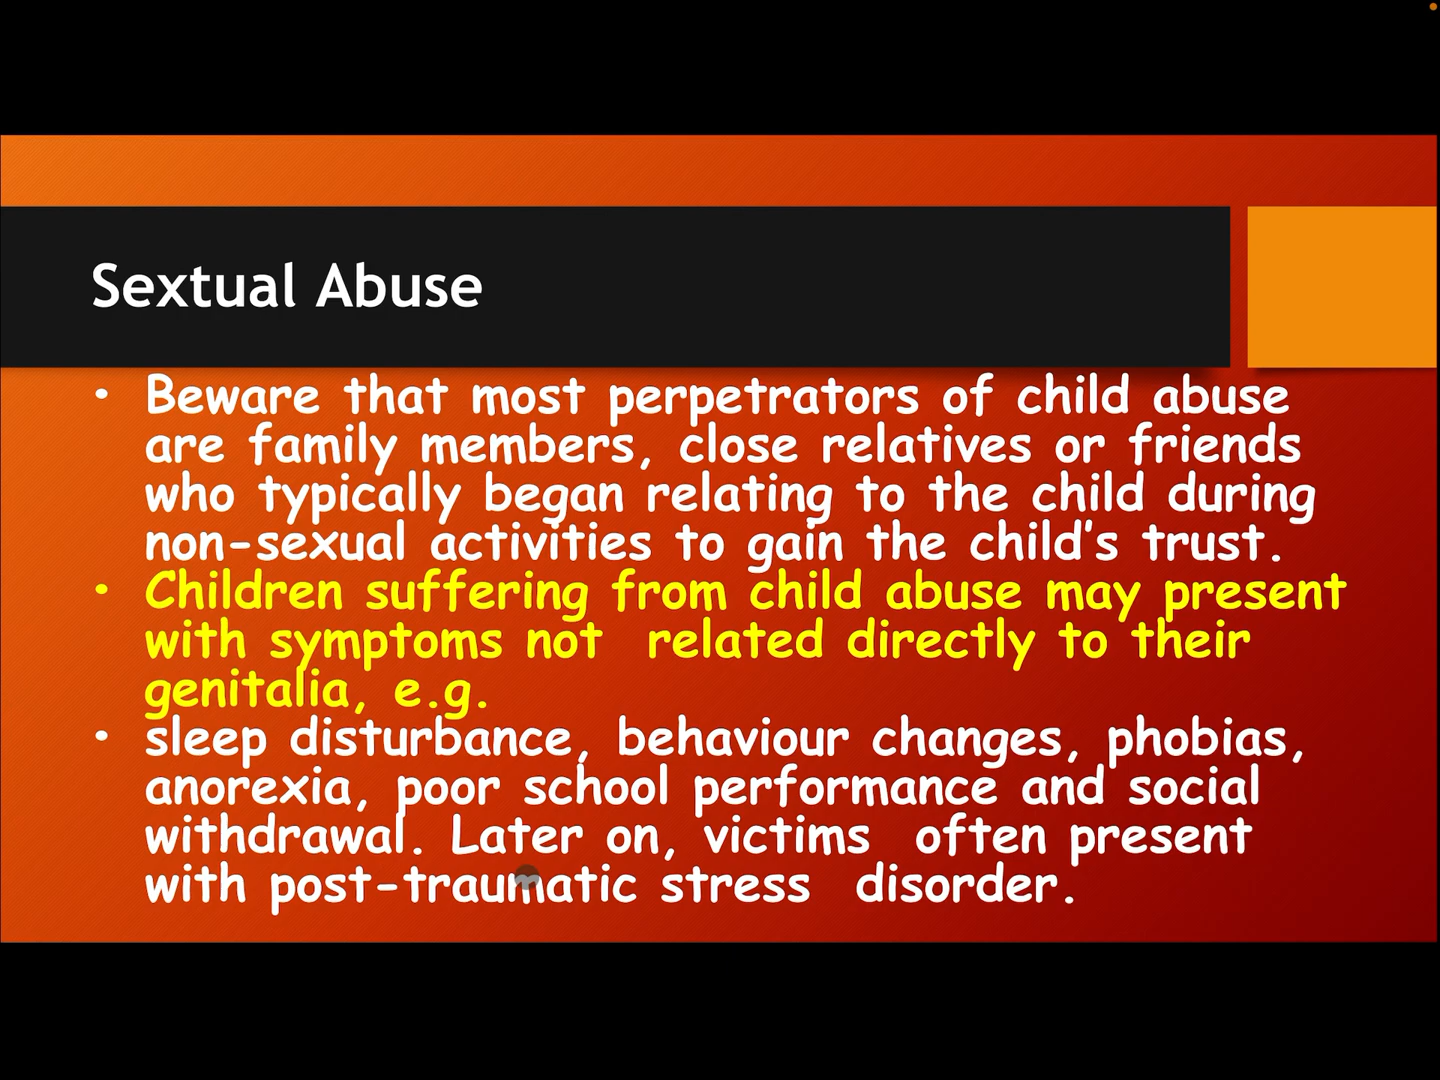 Sextual Abuse
• Beware that most perpetrators of child abuse
are family members, close relatives or friends
who typically began relating to the child during
non-sexual activities to gain the child’s trust.
• Children suffering from child abuse may present
with symptoms not  related directly to their
genitalia, e.g.
• sleep disturbance, behaviour changes, phobias,
anorexia, poor school performance and social
withdrawal. Later on, victims  often present
with post-traumatic stress  disorder.